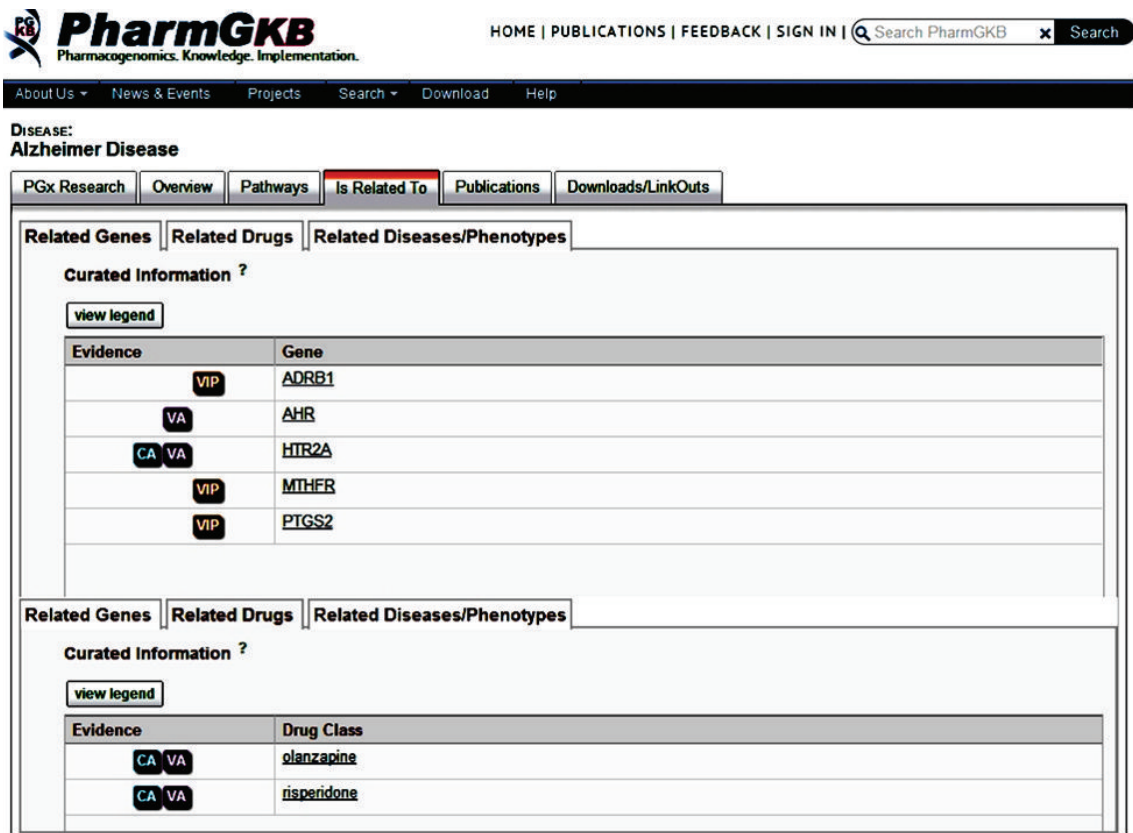 PG
KB
PharmGKB
Pharmacogenomics. Knowledge. Implementation.
HOME | PUBLICATIONS | FEEDBACK | SIGN IN | Search PharmGKB × Search
About Us News & Events Projects Search Download Help
DISEASE:
Alzheimer Disease
PGx Research Overview Pathways Is Related To Publications Downloads/LinkOuts
Related Genes Related Drugs Related Diseases/Phenotypes
Curated Information ?
view legend
Evidence Gene
VIP ADRB1
VA AHR
CA VA HTR2A
VIP MTHFR
VIP PTGS2
Related Genes Related Drugs Related Diseases/Phenotypes
Curated Information ?
view legend
Evidence Drug Class
CA VA olanzapine
CA VA risperidone